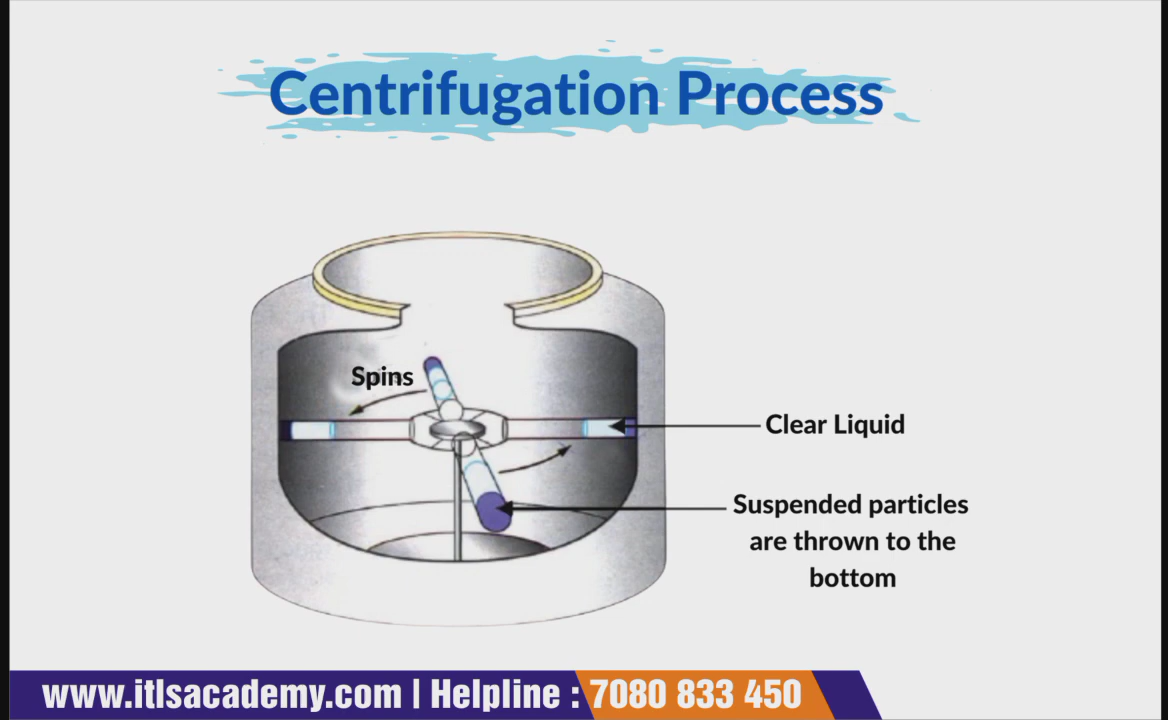 Centrifugation Process
Spins
Clear Liquid
Suspended particles
are thrown to the
bottom
www.itlsacademy.com | Helpline : 7080 833 450